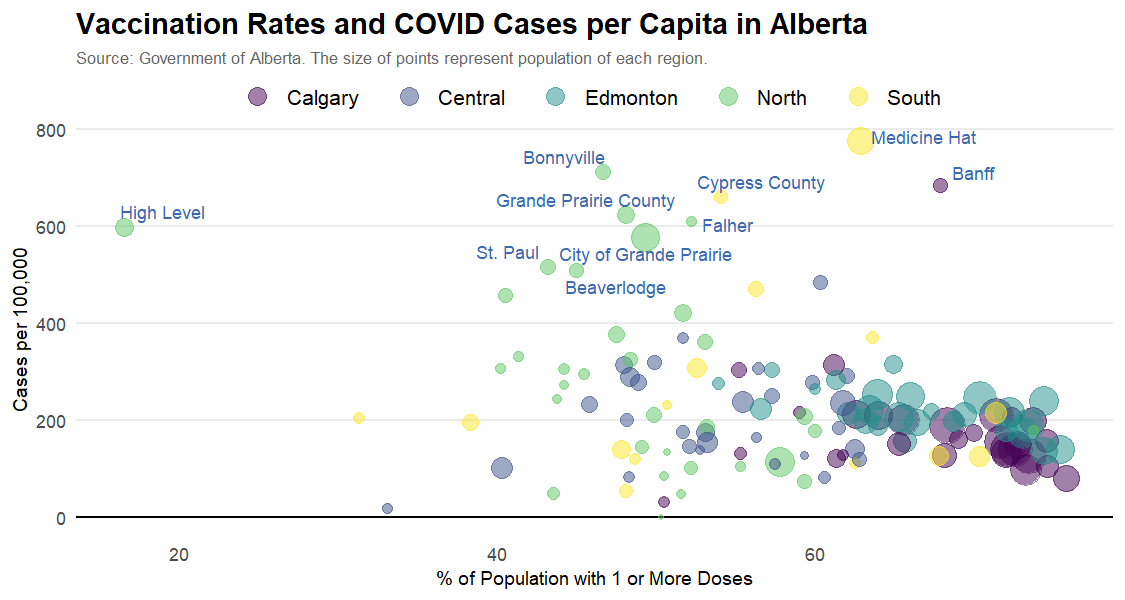 Vaccination Rates and COVID Cases per Capita in Alberta
Source: Government of Alberta. The size of points represent population of each region.
Calgary Central Edmonton North South
800
Medicine Hat
Bonnyville
Banff
Cypress County
Grande Prairie County
High Level
600
Falher
St. Paul
City of Grande Prairie
Beaverlodge
400
200
0
Cases per 100,000
20 40 60
% of Population with 1 or More Doses